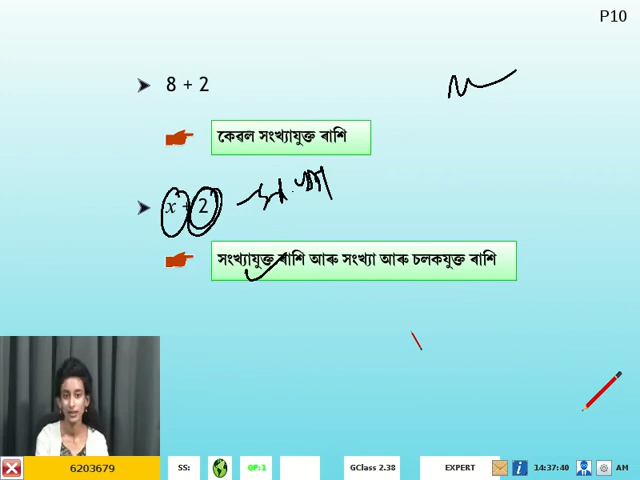 P10
8 + 2
কেৱল সংখ্যাযুক্ত ৰাশি
x + 2
সংখ্যাযুক্ত ৰাশি আৰু সংখ্যা আৰু চলকযুক্ত ৰাশি
6203679 SS: QP:1 GClass 2.38 EXPERT 14:37:40 AM